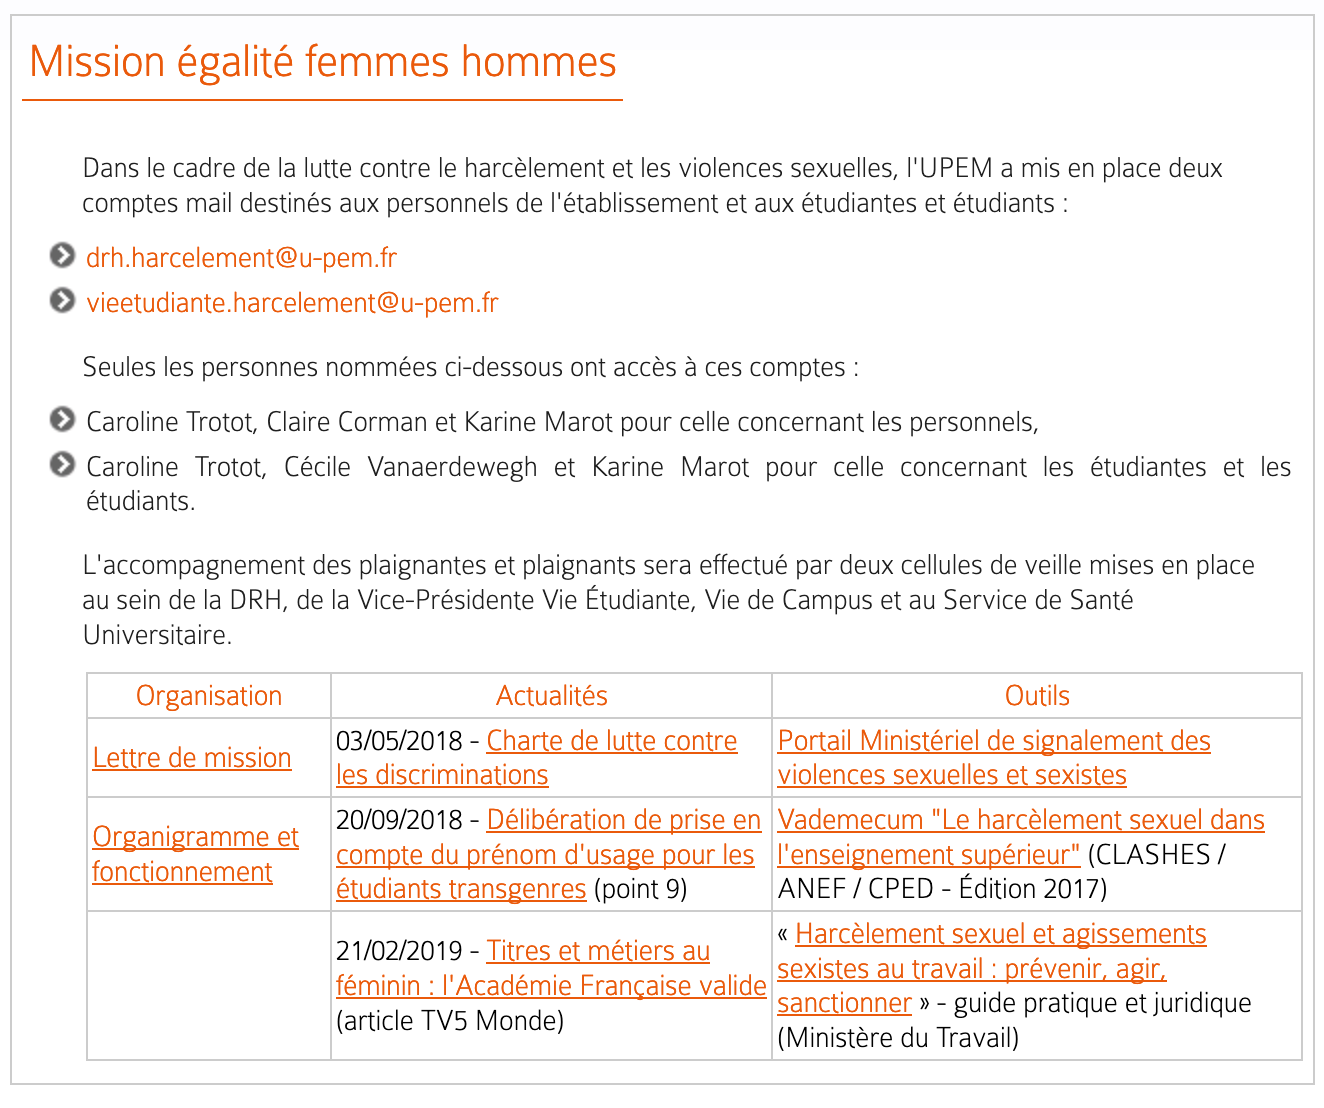 Mission égalité femmes hommes
Dans le cadre de la lutte contre le harcèlement et les violences sexuelles, l'UPEM a mis en place deux
comptes mail destinés aux personnels de l'établissement et aux étudiantes et étudiants :
drh.harcelement@u-pem.fr
vieetudiante.harcelement@u-pem.fr
Seules les personnes nommées ci-dessous ont accès à ces comptes :
Caroline Trotot, Claire Corman et Karine Marot pour celle concernant les personnels,
Caroline Trotot, Cécile Vanaerdewegh et Karine Marot pour celle concernant les étudiantes et les
étudiants.
L'accompagnement des plaignantes et plaignants sera effectué par deux cellules de veille mises en place
au sein de la DRH, de la Vice-Présidente Vie Étudiante, Vie de Campus et au Service de Santé
Universitaire.
Organisation
Actualités
Outils
Lettre de mission
03/05/2018 - Charte de lutte contre
les discriminations
Portail Ministériel de signalement des
violences sexuelles et sexistes
Organigramme et
fonctionnement
20/09/2018 - Délibération de prise en
compte du prénom d'usage pour les
étudiants transgenres (point 9)
Vademecum "Le harcèlement sexuel dans
l'enseignement supérieur" (CLASHES /
ANEF / CPED - Édition 2017)
21/02/2019 - Titres et métiers au
féminin : l'Académie Française valide
(article TV5 Monde)
« Harcèlement sexuel et agissements
sexistes au travail : prévenir, agir,
sanctionner » - guide pratique et juridique
(Ministère du Travail)